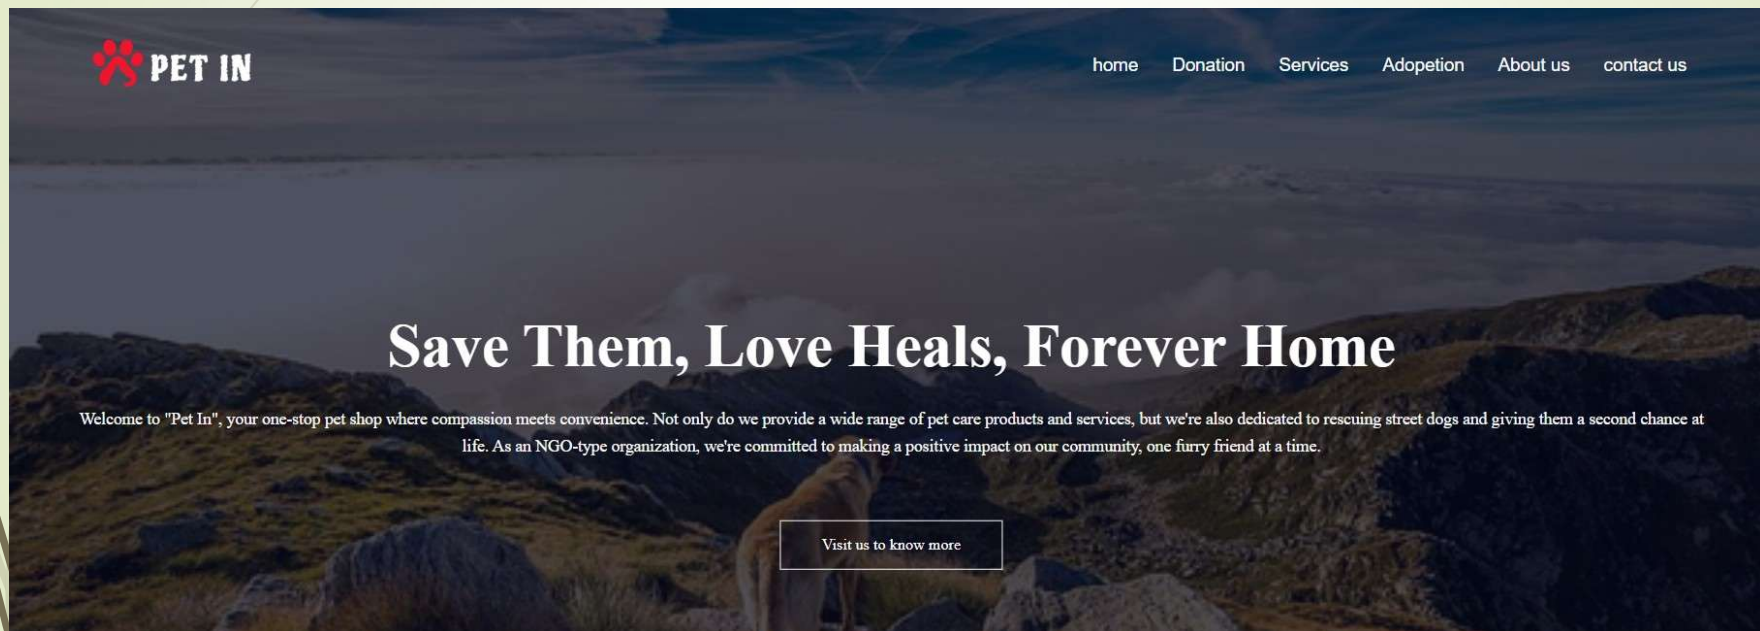 PET IN
home Donation Services Adopetion About us contact us
Save Them, Love Heals, Forever Home
Welcome to "Pet In", your one-stop pet shop where compassion meets convenience. Not only do we provide a wide range of pet care products and services, but we're also dedicated to rescuing street dogs and giving them a second chance at
life. As an NGO-type organization, we're committed to making a positive impact on our community, one furry friend at a time.
Visit us to know more